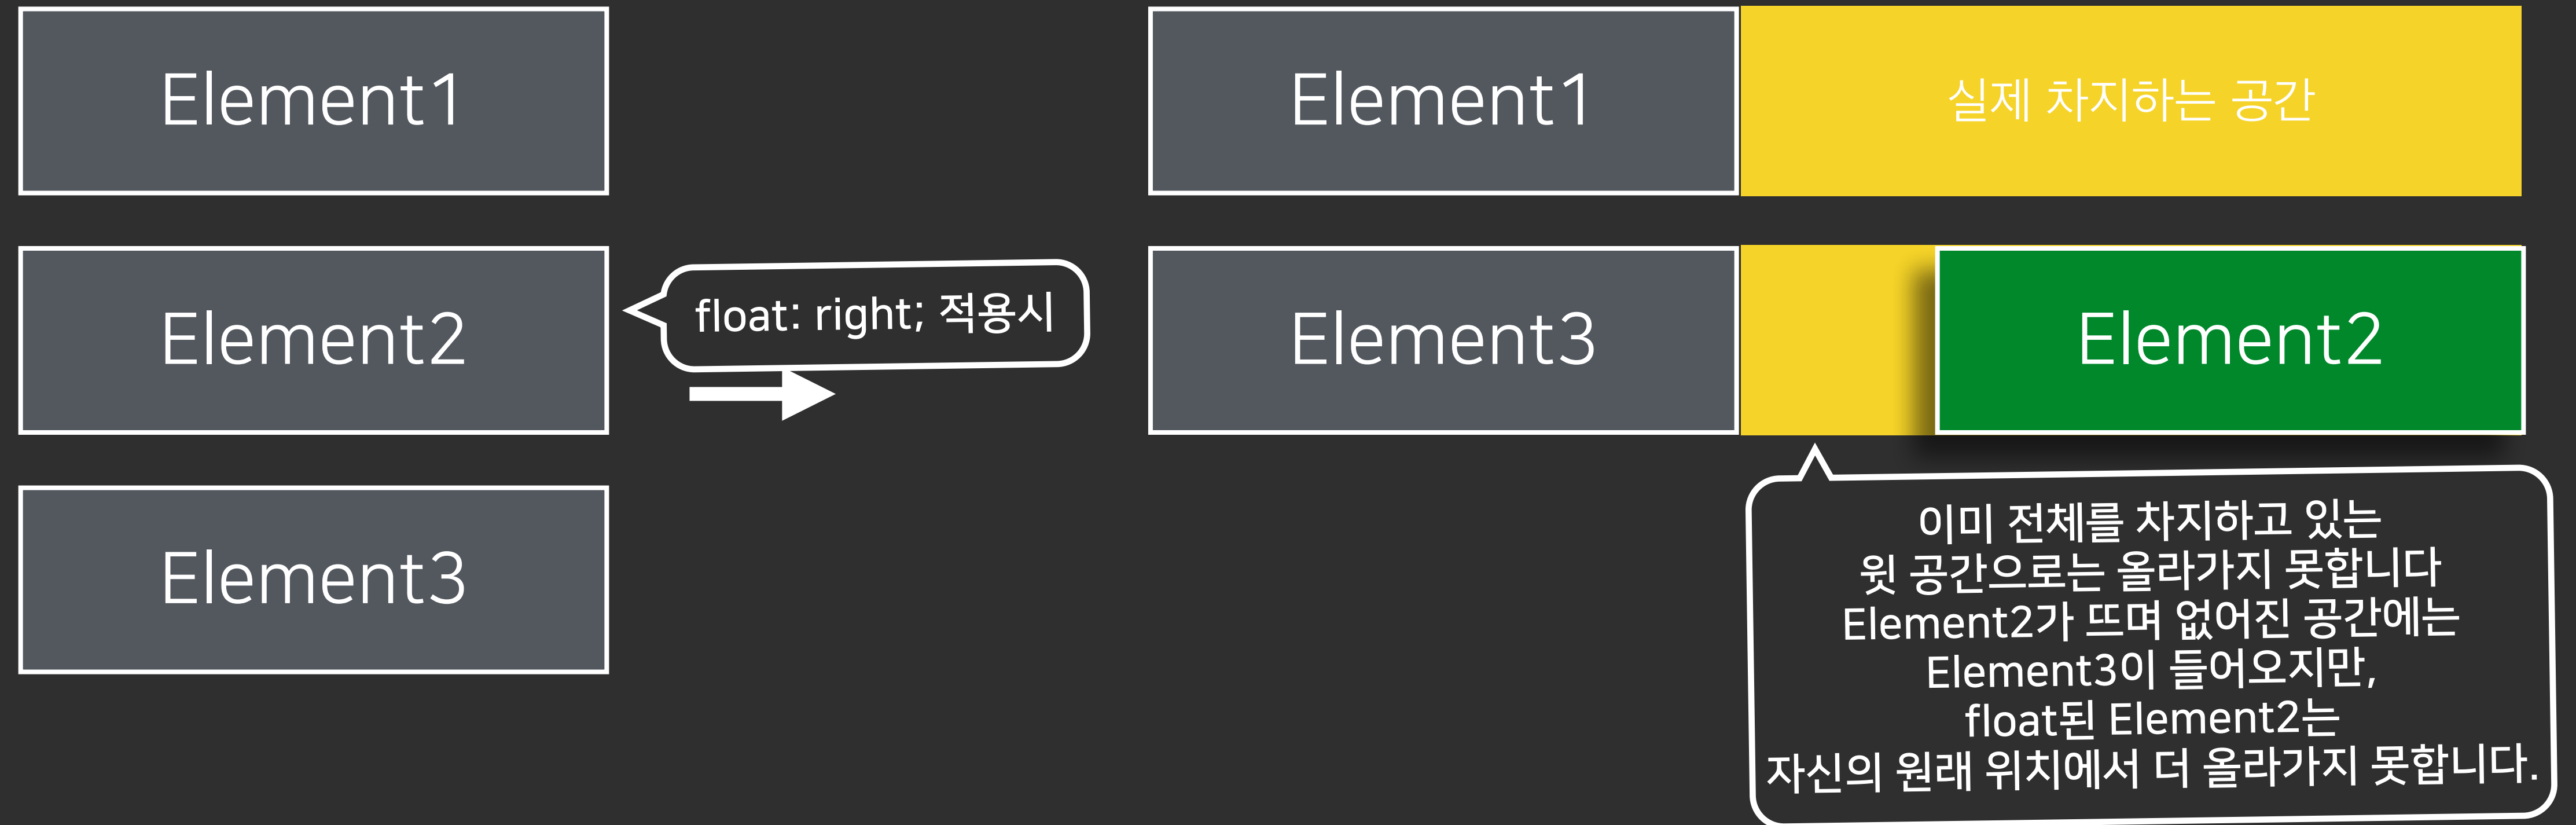 Element1
Element2
Element3
float: right; 적용시
Element1
실제 차지하는 공간
Element3
Element2
이미 전체를 차지하고 있는
윗 공간으로는 올라가지 못합니다
Element2가 뜨며 없어진 공간에는
Element3이 들어오지만,
float된 Element2는
자신의 원래 위치에서 더 올라가지 못합니다.